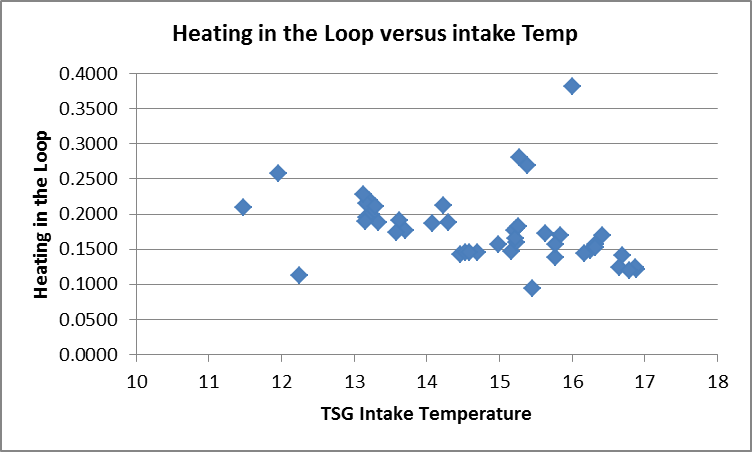 Heating in the Loop versus intake Temp
Heating in the Loop
0.4000
0.3500
0.3000
0.2500
0.2000
0.1500
0.1000
0.0500
0.0000
10 11 12 13 14 15 16 17 18
TSG Intake Temperature